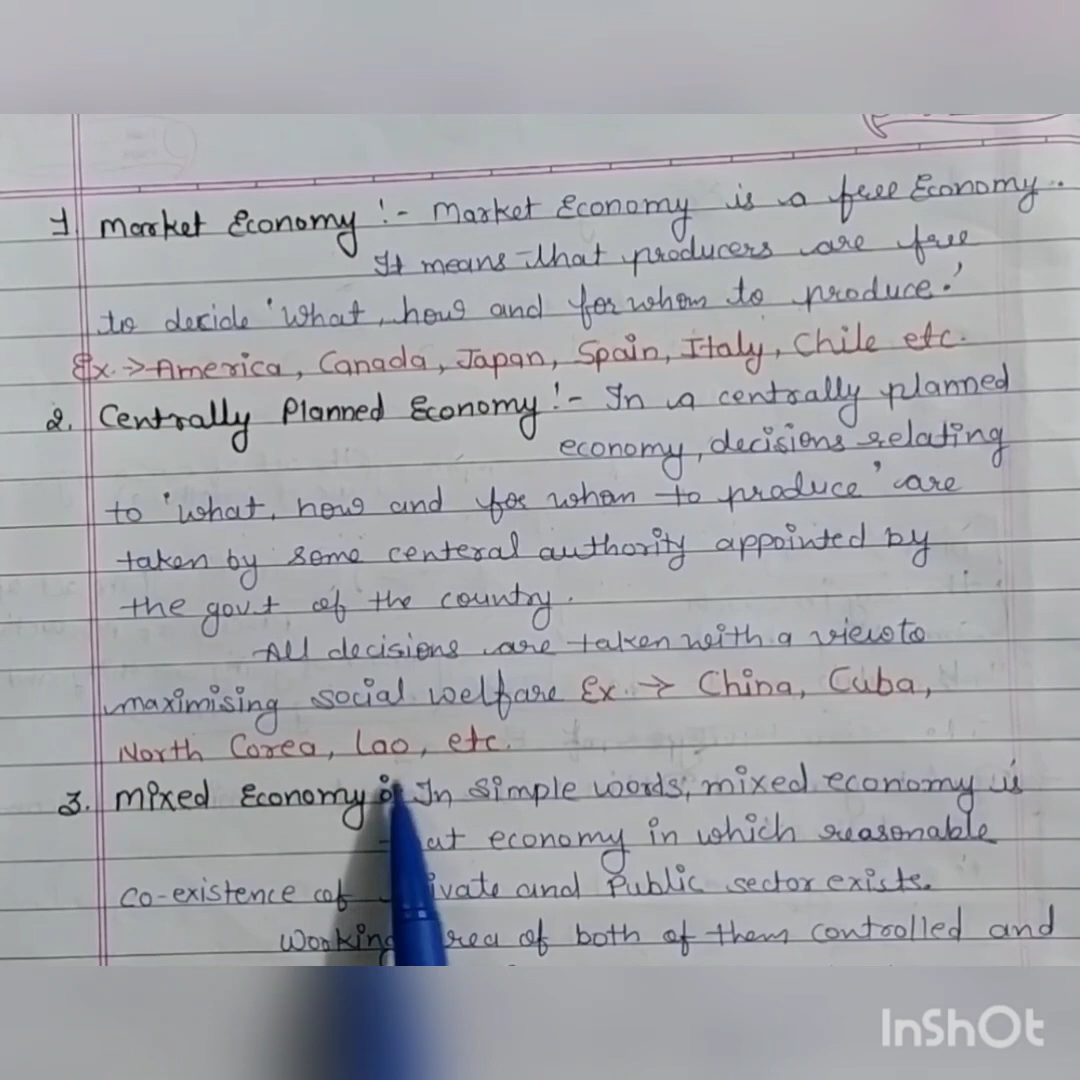 1. Market Economy :- Market Economy is a free Economy.
It means that producers are free
to decide 'what, how and for whom to produce.'
Ex. → America, Canada, Japan, Spain, Italy, Chile etc.
2. Centrally Planned Economy :- In a centrally planned
economy, decisions relating
to 'what, how and for whom to produce' are
taken by some centeral authority appointed by
the govt of the country.
All decisions are taken with a view to
maximising social welfare Ex. → China, Cuba,
North Corea, Lao, etc.
3. Mixed Economy In simple words, mixed economy is
at economy in which reasonable
co-existence of ivate and Public sector exists.
Working rea of both of them controlled and
InShOt